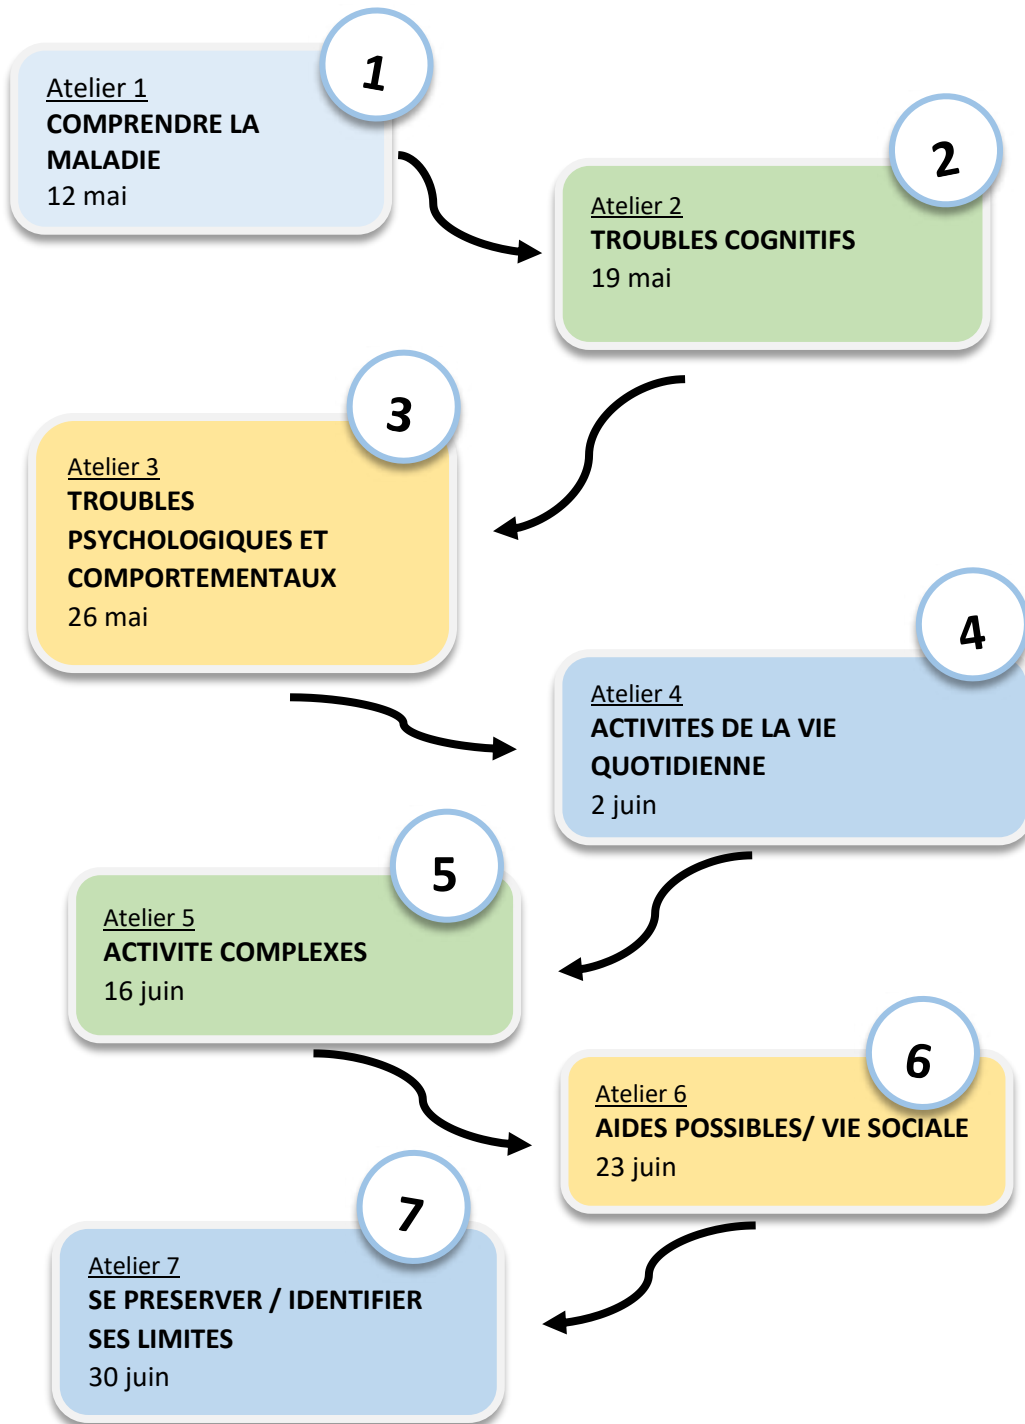 1
Atelier 1
COMPRENDRE LA
MALADIE
12 mai
2
Atelier 2
TROUBLES COGNITIFS
19 mai
3
Atelier 3
TROUBLES
PSYCHOLOGIQUES ET
COMPORTEMENTAUX
26 mai
4
Atelier 4
ACTIVITES DE LA VIE
QUOTIDIENNE
2 juin
5
Atelier 5
ACTIVITE COMPLEXES
16 juin
6
Atelier 6
AIDES POSSIBLES/ VIE SOCIALE
23 juin
7
Atelier 7
SE PRESERVER / IDENTIFIER
SES LIMITES
30 juin